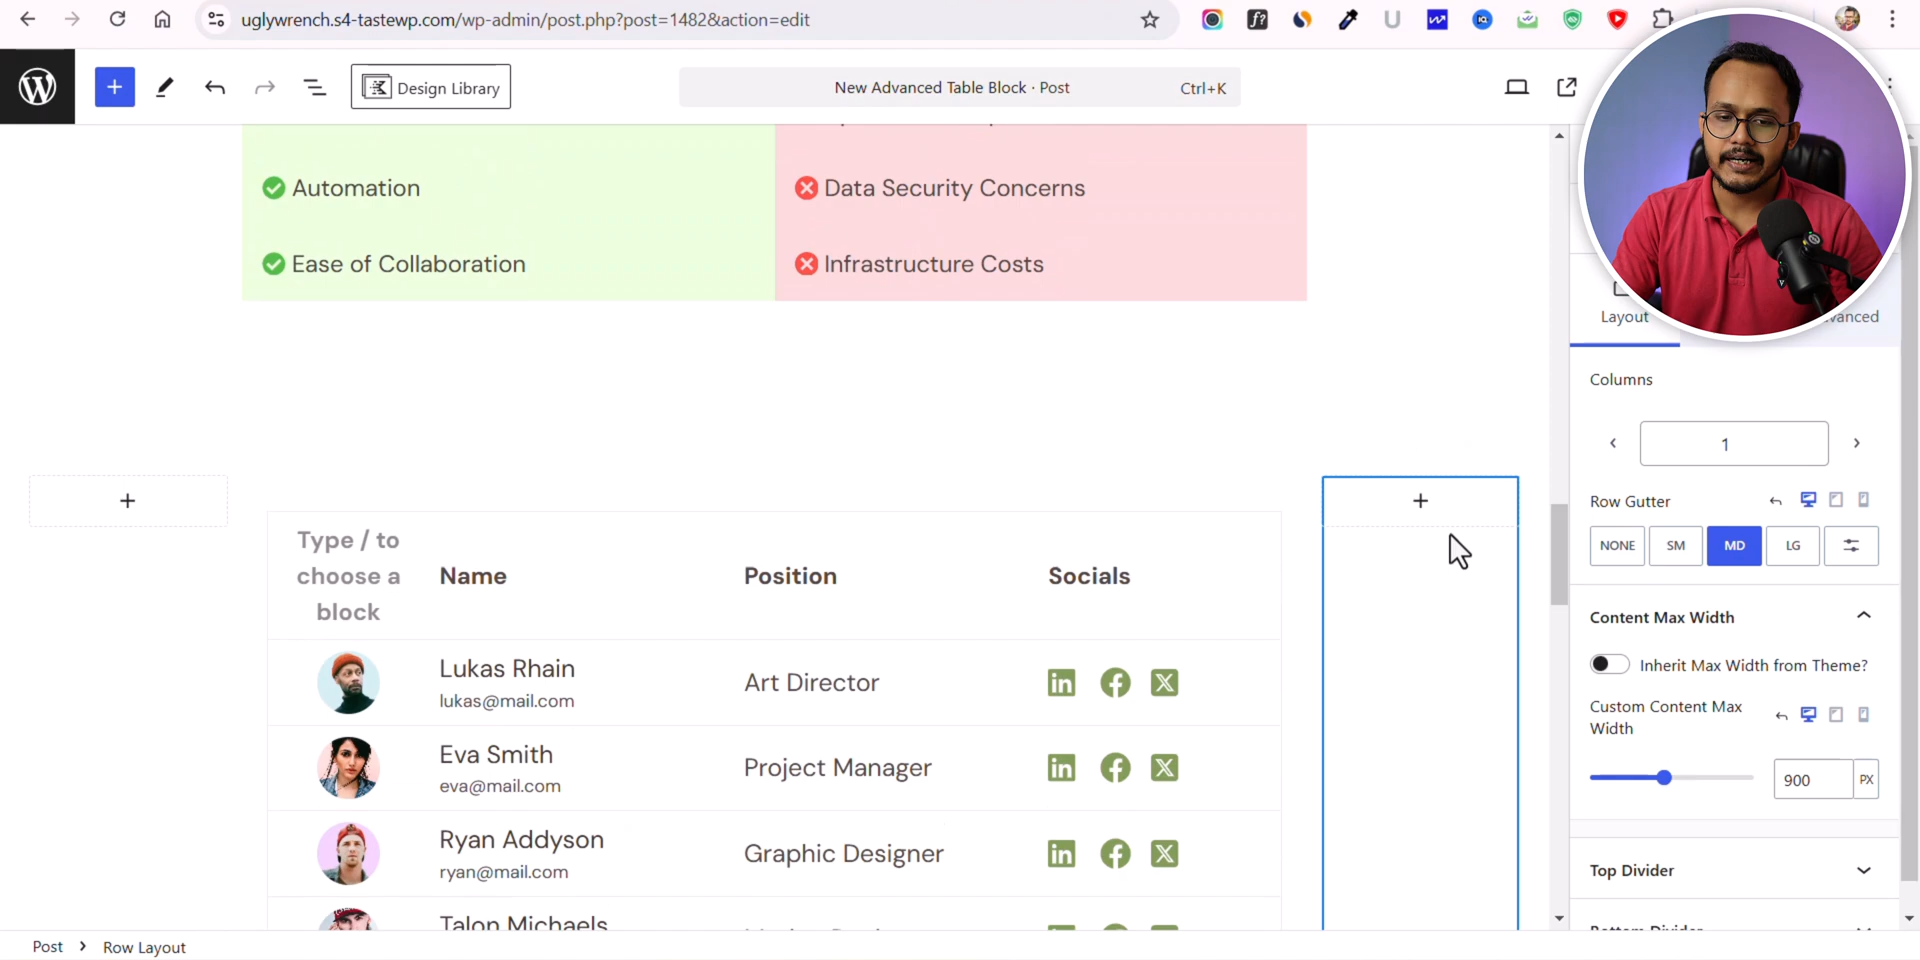 uglywrench.s4-tastewp.com/wp-admin/post.php?post=1482&action=edit
Design Library
New Advanced Table Block · Post
Ctrl+K
Automation
Data Security Concerns
Ease of Collaboration
Infrastructure Costs
Layout
Columns
1
Row Gutter
NONE
SM
MD
LG
Type / to
choose a
block
Name
Position
Socials
Content Max Width
Inherit Max Width from Theme?
Custom Content Max
Width
900
PX
Lukas Rhain
lukas@mail.com
Art Director
Eva Smith
eva@mail.com
Project Manager
Ryan Addyson
ryan@mail.com
Graphic Designer
Talon Michaels
Top Divider
Bottom Divider
Post
Row Layout